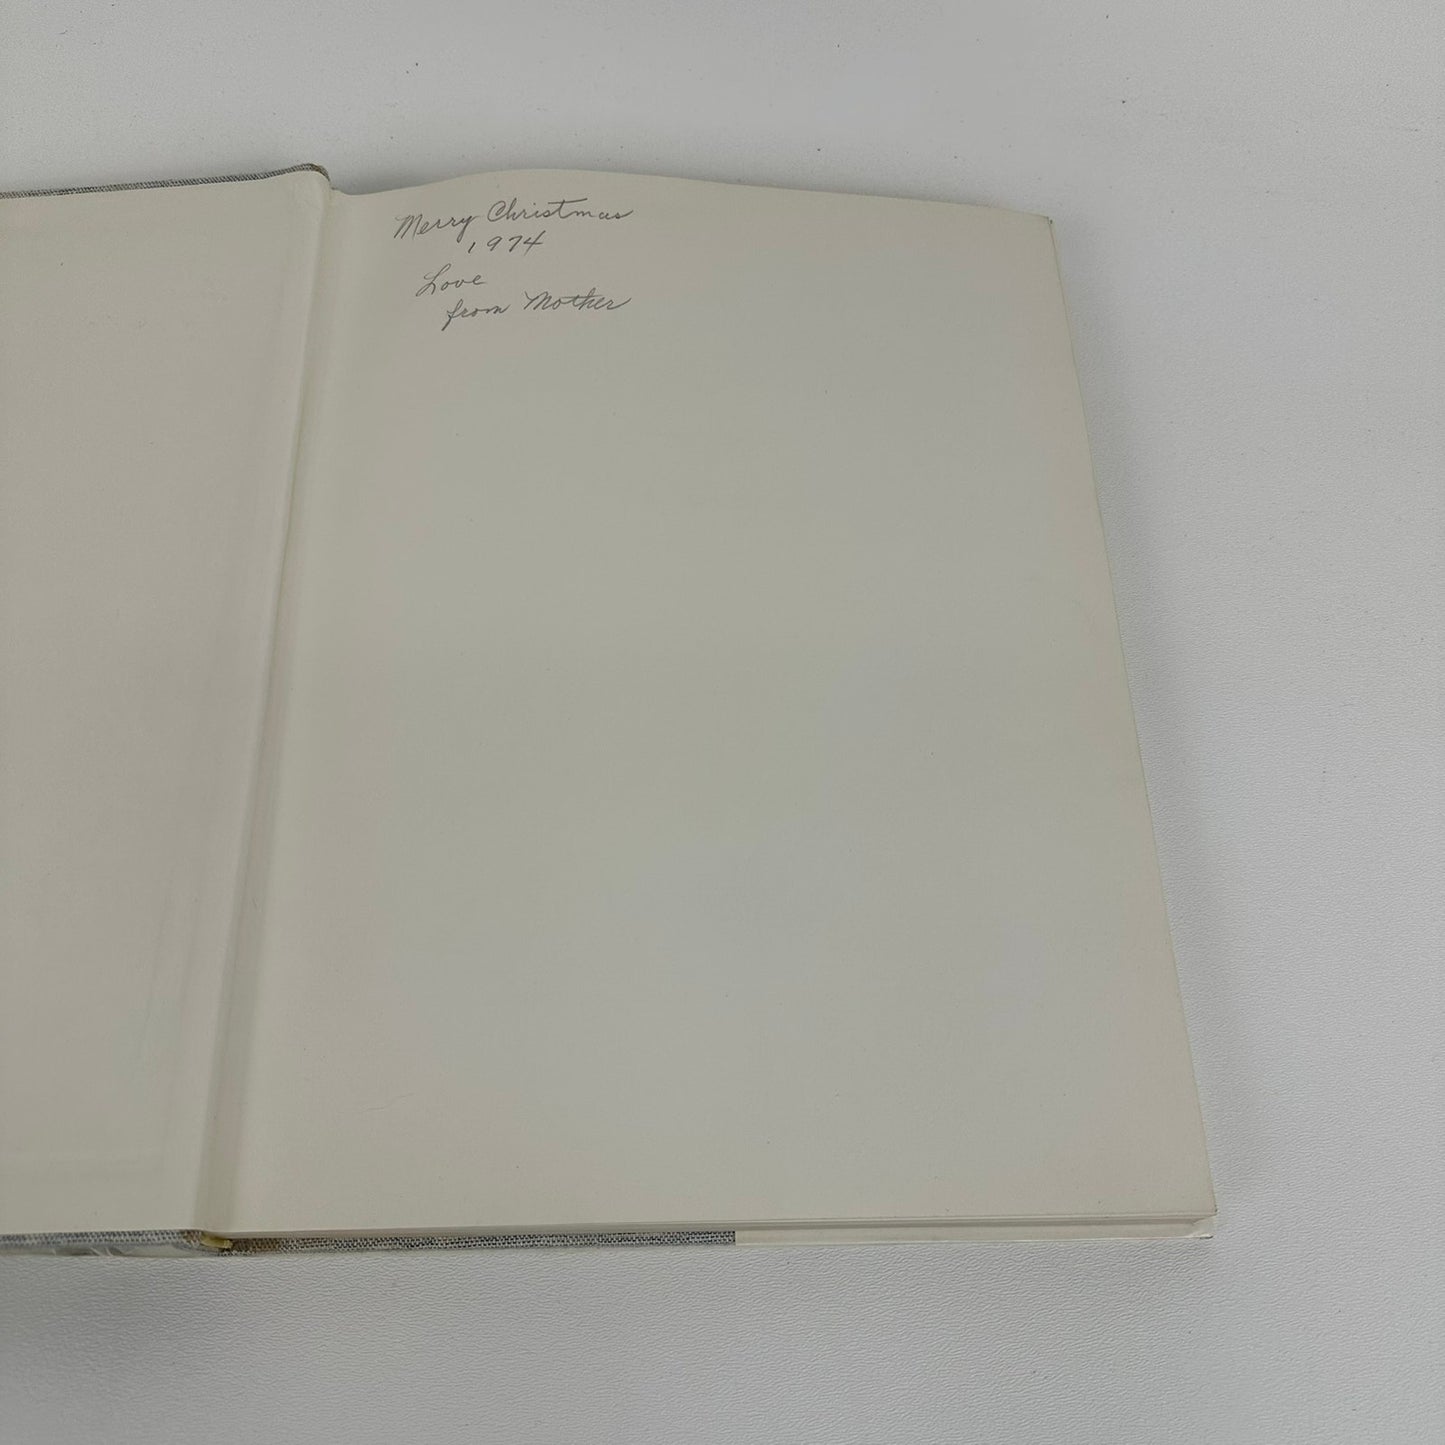 Merry Christmas
1974
Love
from Mother